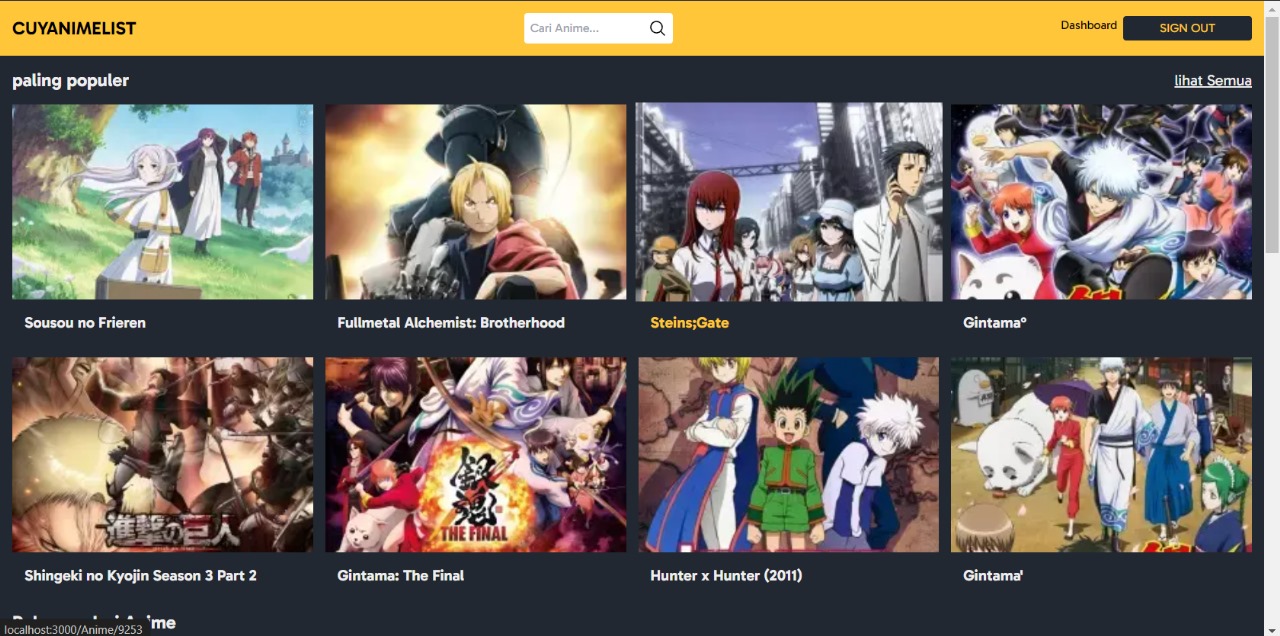 CUYANIMELIST
Cari Anime...
Dashboard
SIGN OUT
paling populer
lihat Semua
Sousou no Frieren
Fullmetal Alchemist: Brotherhood
Steins;Gate
Gintama°
進撃の巨人
銀魂
THE FINAL
Shingeki no Kyojin Season 3 Part 2
Gintama: The Final
Hunter x Hunter (2011)
Gintama'
Anime
localhost:3000/Anime/9253